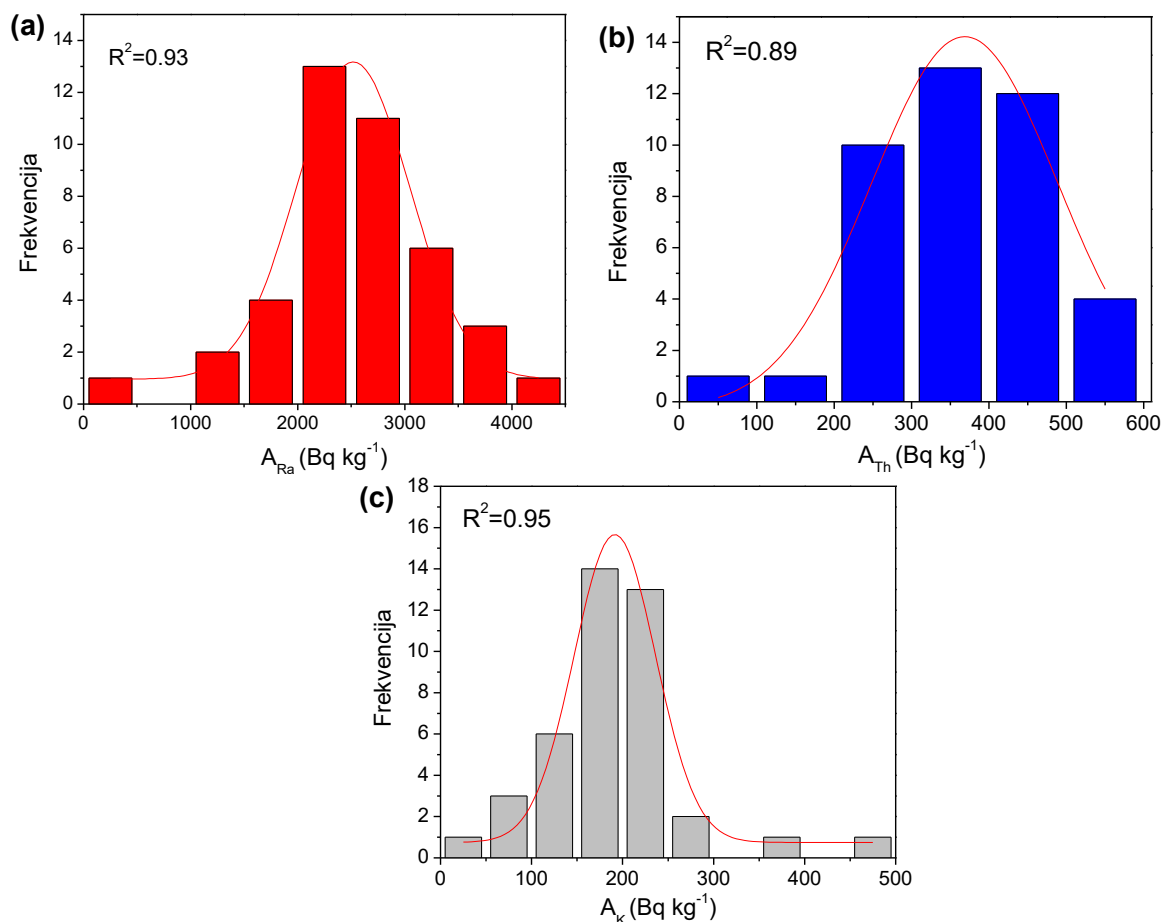 (a)
R²=0.93
Frekvencija
14
12
10
8
6
4
2
0
0 1000 2000 3000 4000
A_Ra (Bq kg⁻¹)
(b)
R²=0.89
Frekvencija
14
12
10
8
6
4
2
0
0 100 200 300 400 500 600
A_Th (Bq kg⁻¹)
(c)
R²=0.95
Frekvencija
18
16
14
12
10
8
6
4
2
0
0 100 200 300 400 500
A_K (Bq kg⁻¹)